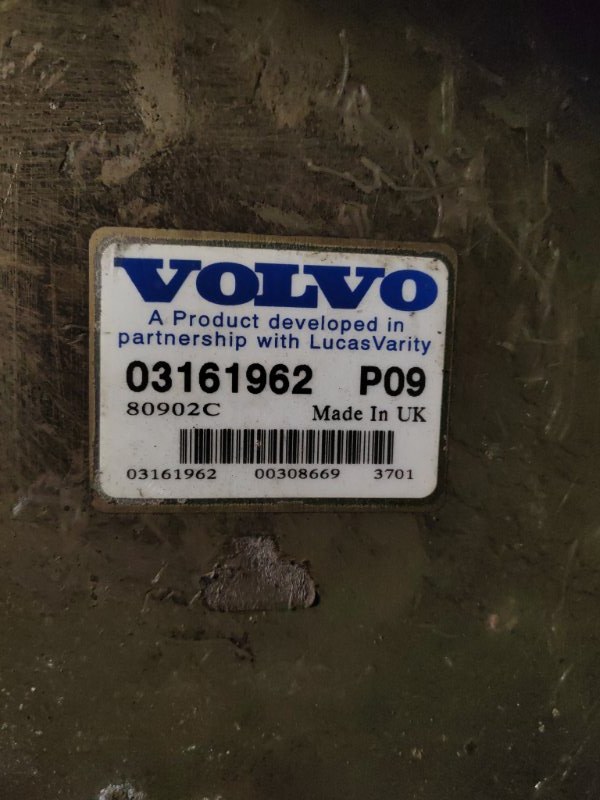 VOLVO
A Product developed in
partnership with LucasVarity
03161962 P09
80902C Made In UK
03161962 00308669 3701